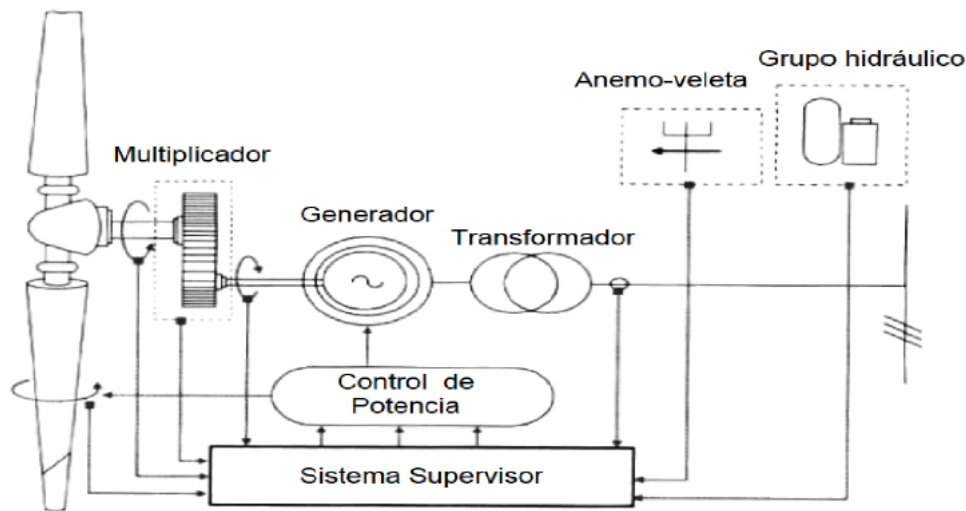 Grupo hidráulico
Anemo-veleta
Multiplicador
Generador
Transformador
Control de
Potencia
Sistema Supervisor